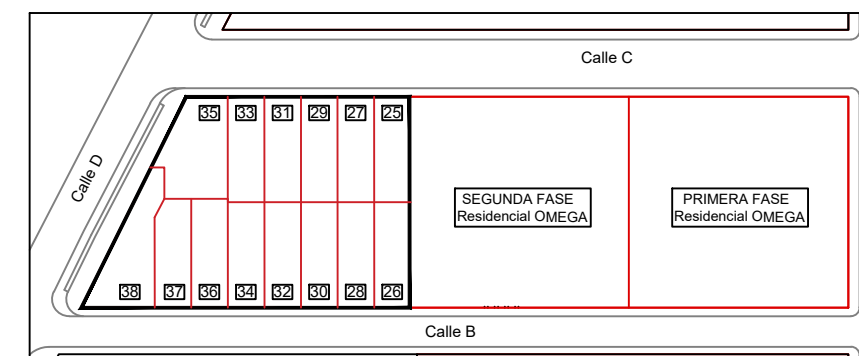 Calle C
35 33 31 29 27 25
Calle D
SEGUNDA FASE
Residencial OMEGA
PRIMERA FASE
Residencial OMEGA
38 37 36 34 32 30 28 26
Calle B